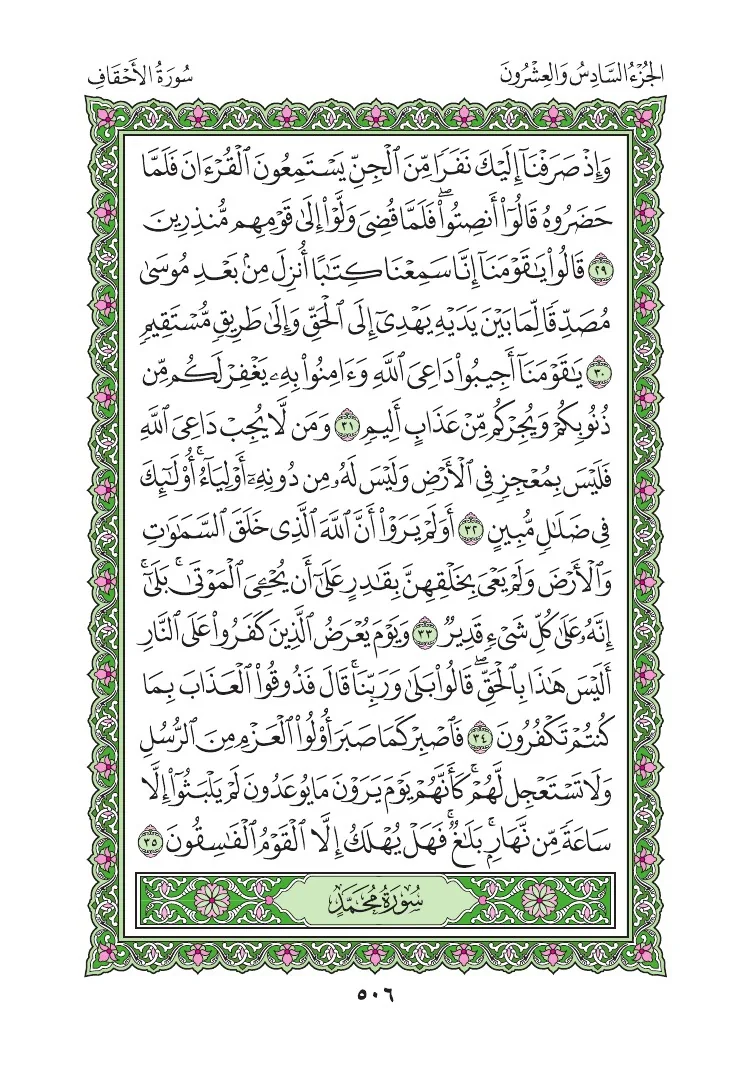 الجُزْءُ السَّادِسُ وَالعِشْرُونَ
سُورَةُ الأَحْقَافِ
وَإِذْ صَرَفْنَآ إِلَيْكَ نَفَرًا مِّنَ ٱلْجِنِّ يَسْتَمِعُونَ ٱلْقُرْءَانَ فَلَمَّا
حَضَرُوهُ قَالُوٓا۟ أَنصِتُوا۟ ۖ فَلَمَّا قُضِىَ وَلَّوْا۟ إِلَىٰ قَوْمِهِم مُّنذِرِينَ
٢٩ قَالُوا۟ يَٰقَوْمَنَآ إِنَّا سَمِعْنَا كِتَٰبًا أُنزِلَ مِنۢ بَعْدِ مُوسَىٰ
مُصَدِّقًا لِّمَا بَيْنَ يَدَيْهِ يَهْدِىٓ إِلَى ٱلْحَقِّ وَإِلَىٰ طَرِيقٍ مُّسْتَقِيمٍ
٣٠ يَٰقَوْمَنَآ أَجِيبُوا۟ دَاعِىَ ٱللَّهِ وَءَامِنُوا۟ بِهِۦ يَغْفِرْ لَكُم مِّن
ذُنُوبِكُمْ وَيُجِرْكُم مِّنْ عَذَابٍ أَلِيمٍ ٣١ وَمَن لَّا يُجِبْ دَاعِىَ ٱللَّهِ
فَلَيْسَ بِمُعْجِزٍ فِى ٱلْأَرْضِ وَلَيْسَ لَهُۥ مِن دُونِهِۦٓ أَوْلِيَآءُ ۚ أُو۟لَٰٓئِكَ
فِى ضَلَٰلٍ مُّبِينٍ ٣٢ أَوَلَمْ يَرَوْا۟ أَنَّ ٱللَّهَ ٱلَّذِى خَلَقَ ٱلسَّمَٰوَٰتِ
وَٱلْأَرْضَ وَلَمْ يَعْىَ بِخَلْقِهِنَّ بِقَٰدِرٍ عَلَىٰٓ أَن يُحْـِۧىَ ٱلْمَوْتَىٰ ۚ بَلَىٰٓ
إِنَّهُۥ عَلَىٰ كُلِّ شَىْءٍ قَدِيرٌ ٣٣ وَيَوْمَ يُعْرَضُ ٱلَّذِينَ كَفَرُوا۟ عَلَى ٱلنَّارِ
أَلَيْسَ هَٰذَا بِٱلْحَقِّ ۖ قَالُوا۟ بَلَىٰ وَرَبِّنَا ۚ قَالَ فَذُوقُوا۟ ٱلْعَذَابَ بِمَا
كُنتُمْ تَكْفُرُونَ ٣٤ فَٱصْبِرْ كَمَا صَبَرَ أُو۟لُوا۟ ٱلْعَزْمِ مِنَ ٱلرُّسُلِ
وَلَا تَسْتَعْجِل لَّهُمْ ۚ كَأَنَّهُمْ يَوْمَ يَرَوْنَ مَا يُوعَدُونَ لَمْ يَلْبَثُوٓا۟ إِلَّا
سَاعَةً مِّن نَّهَارٍۭ ۚ بَلَٰغٌ ۚ فَهَلْ يُهْلَكُ إِلَّا ٱلْقَوْمُ ٱلْفَٰسِقُونَ ٣٥
سُورَةُ مُحَمَّدٍ
٥٠٦